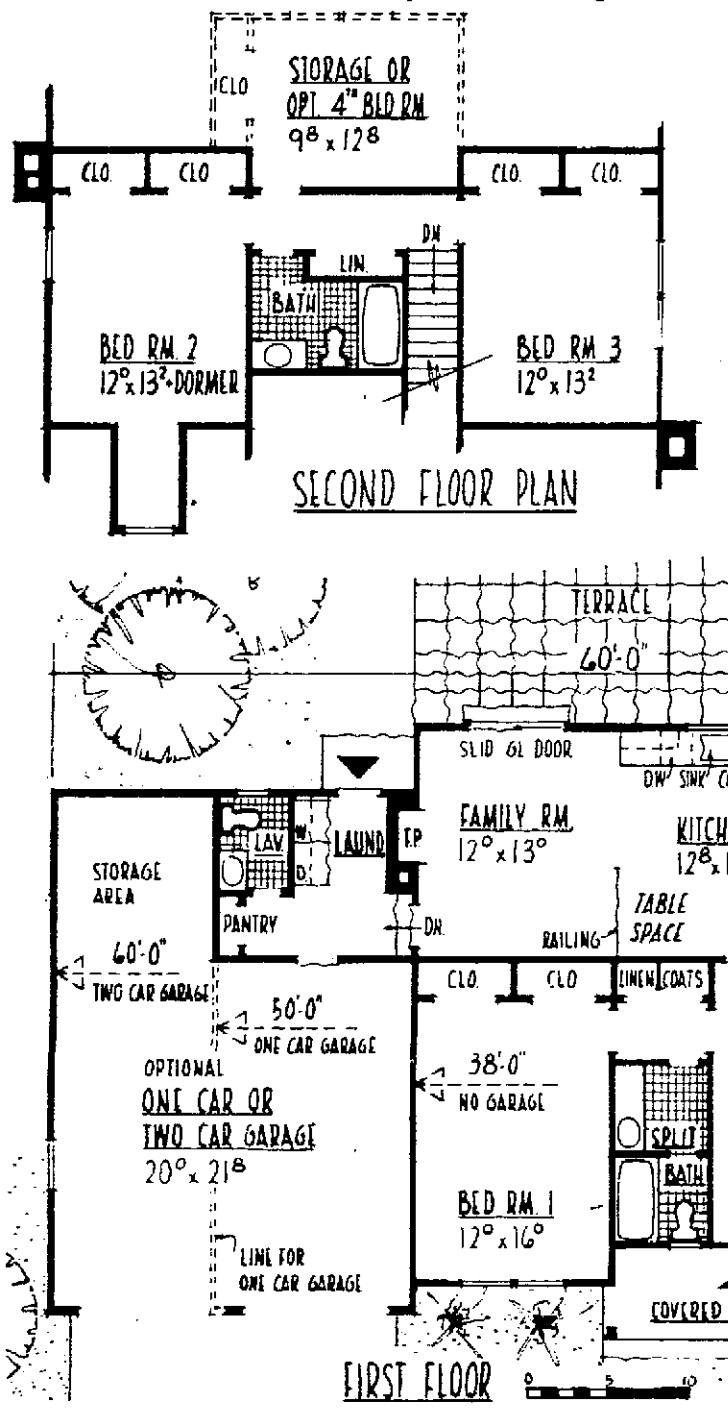 STORAGE OR
OPT. 4TH BED RM
9⁸ x 12⁸
CLO
CLO.
CLO
CLO.
CLO.
DN
LIN.
BATH
BED RM. 2
12⁰ x 13² + DORMER
BED RM 3
12⁰ x 13²
SECOND FLOOR PLAN
TERRACE
60'-0"
SLID GL DOOR
DW SINK
FAMILY RM.
12⁰ x 13⁰
KITCH
12⁸ x 1
F.P.
LAV
W.
D.
LAUND
STORAGE
AREA
PANTRY
DN.
RAILING
TABLE
SPACE
60'-0"
TWO CAR GARAGE
50'-0"
ONE CAR GARAGE
CLO.
CLO
LINEN
COATS
38'-0"
NO GARAGE
OPTIONAL
ONE CAR OR
TWO CAR GARAGE
20⁰ x 21⁸
SPLIT
BATH
BED RM. 1
12⁰ x 16⁰
LINE FOR
ONE CAR GARAGE
COVERED
FIRST FLOOR
0 5 10